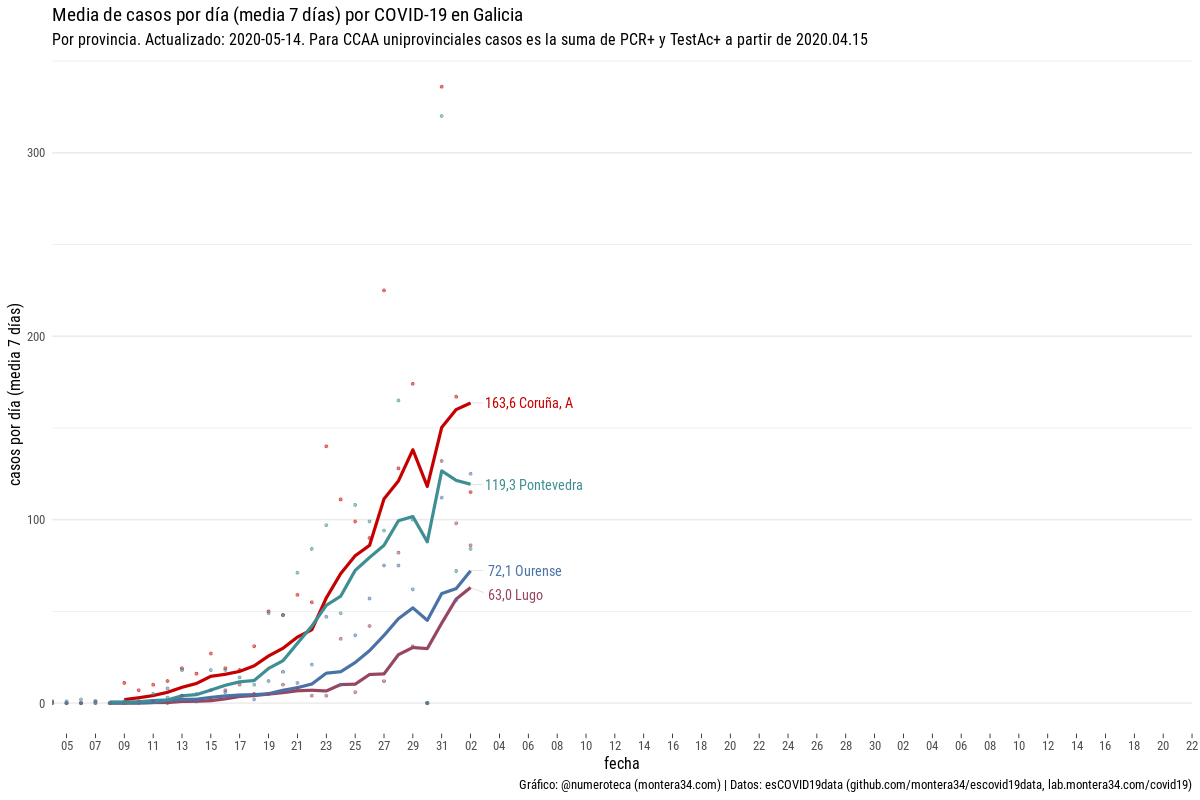 Media de casos por día (media 7 días) por COVID-19 en Galicia
Por provincia. Actualizado: 2020-05-14. Para CCAA uniprovinciales casos es la suma de PCR+ y TestAc+ a partir de 2020.04.15
casos por día (media 7 días)
300
200
100
0
163,6 Coruña, A
119,3 Pontevedra
72,1 Ourense
63,0 Lugo
05 07 09 11 13 15 17 19 21 23 25 27 29 31 02 04 06 08 10 12 14 16 18 20 22 24 26 28 30 02 04 06 08 10 12 14 16 18 20 22
fecha
Gráfico: @numeroteca (montera34.com) | Datos: esCOVID19data (github.com/montera34/escovid19data, lab.montera34.com/covid19)